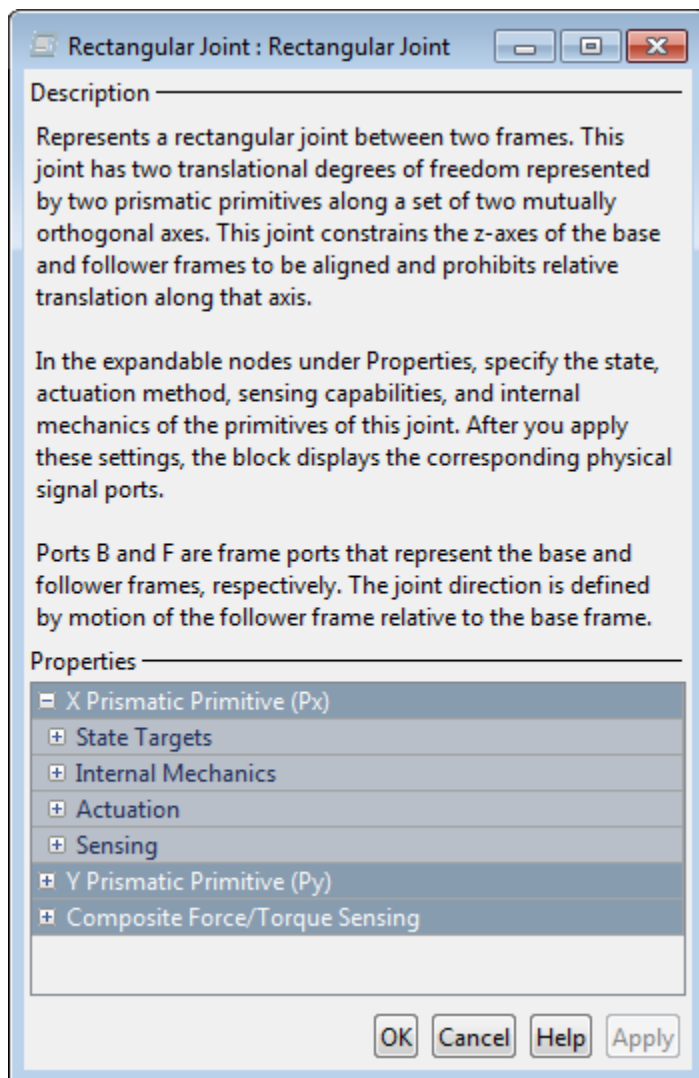 Rectangular Joint : Rectangular Joint
Description
Represents a rectangular joint between two frames. This
joint has two translational degrees of freedom represented
by two prismatic primitives along a set of two mutually
orthogonal axes. This joint constrains the z-axes of the base
and follower frames to be aligned and prohibits relative
translation along that axis.
In the expandable nodes under Properties, specify the state,
actuation method, sensing capabilities, and internal
mechanics of the primitives of this joint. After you apply
these settings, the block displays the corresponding physical
signal ports.
Ports B and F are frame ports that represent the base and
follower frames, respectively. The joint direction is defined
by motion of the follower frame relative to the base frame.
Properties
X Prismatic Primitive (Px)
State Targets
Internal Mechanics
Actuation
Sensing
Y Prismatic Primitive (Py)
Composite Force/Torque Sensing
OK Cancel Help Apply